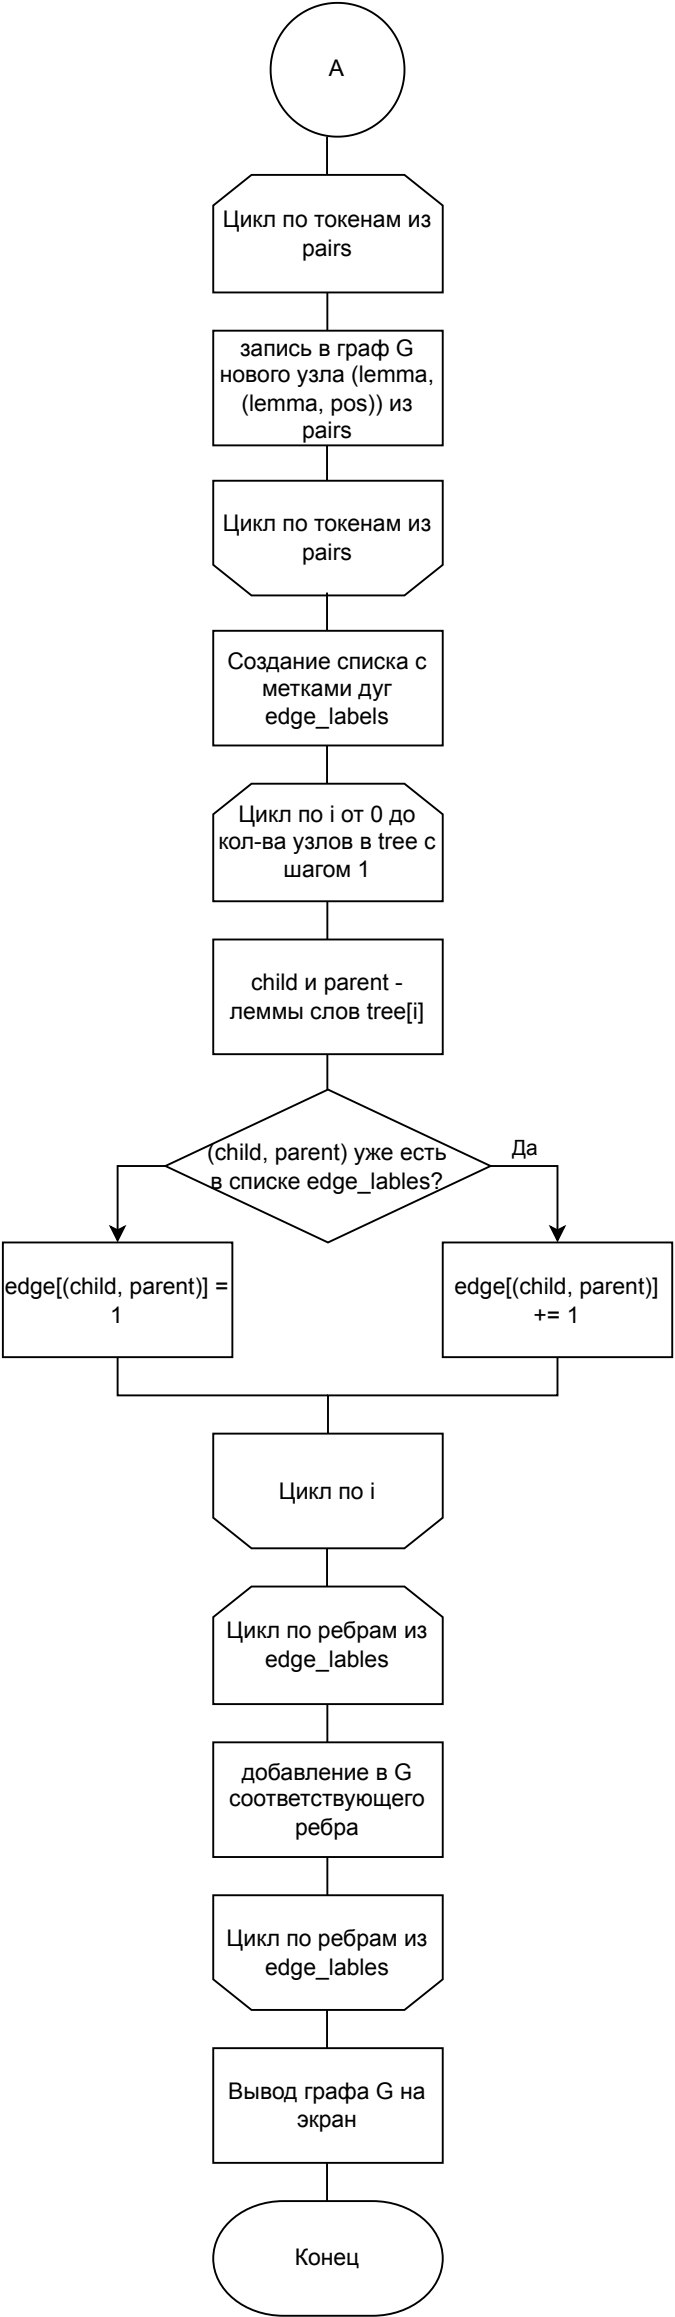 A
Цикл по токенам из
pairs
запись в граф G
нового узла (lemma,
(lemma, pos)) из
pairs
Цикл по токенам из
pairs
Создание списка с
метками дуг
edge_labels
Цикл по i от 0 до
кол-ва узлов в tree с
шагом 1
child и parent -
леммы слов tree[i]
(child, parent) уже есть
в списке edge_lables?
Да
edge[(child, parent)] =
1
edge[(child, parent)]
+= 1
Цикл по i
Цикл по ребрам из
edge_lables
добавление в G
соответствующего
ребра
Цикл по ребрам из
edge_lables
Вывод графа G на
экран
Конец